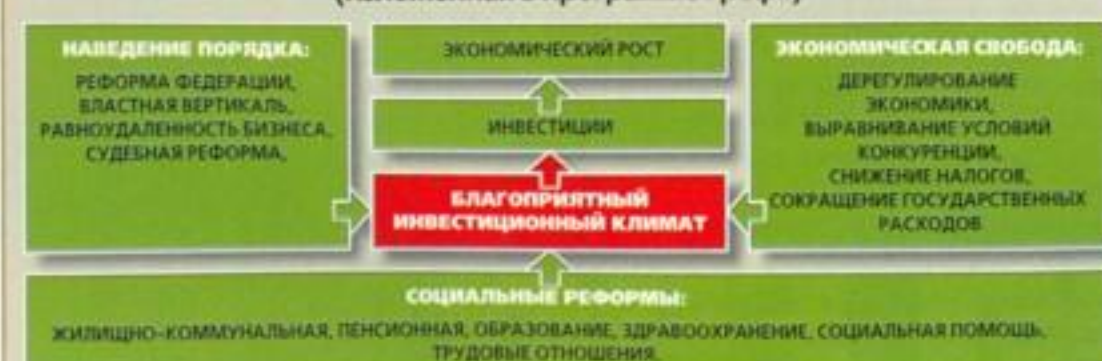 НАВЕДЕНИЕ ПОРЯДКА:
РЕФОРМА ФЕДЕРАЦИИ,
ВЛАСТНАЯ ВЕРТИКАЛЬ,
РАВНОУДАЛЕННОСТЬ БИЗНЕСА,
СУДЕБНАЯ РЕФОРМА,
ЭКОНОМИЧЕСКИЙ РОСТ
ИНВЕСТИЦИИ
БЛАГОПРИЯТНЫЙ
ИНВЕСТИЦИОННЫЙ КЛИМАТ
ЭКОНОМИЧЕСКАЯ СВОБОДА:
ДЕРЕГУЛИРОВАНИЕ
ЭКОНОМИКИ,
ВЫРАВНИВАНИЕ УСЛОВИЙ
КОНКУРЕНЦИИ,
СНИЖЕНИЕ НАЛОГОВ,
СОКРАЩЕНИЕ ГОСУДАРСТВЕННЫХ
РАСХОДОВ
СОЦИАЛЬНЫЕ РЕФОРМЫ:
ЖИЛИЩНО-КОММУНАЛЬНАЯ, ПЕНСИОННАЯ, ОБРАЗОВАНИЕ, ЗДРАВООХРАНЕНИЕ, СОЦИАЛЬНАЯ ПОМОЩЬ,
ТРУДОВЫЕ ОТНОШЕНИЯ